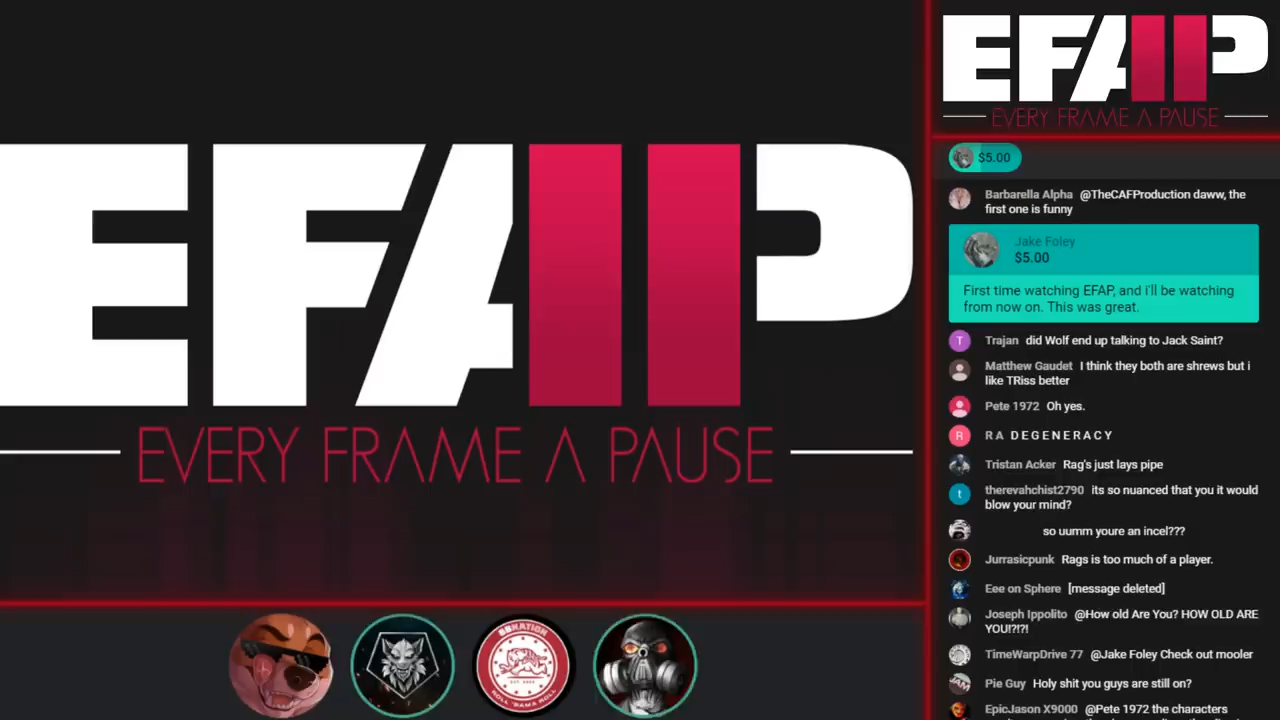 EFAP
EVERY FRAME A PAUSE
EFAP
EVERY FRAME A PAUSE
$5.00
Barbarella Alpha @TheCAFProduction daww, the
first one is funny
Jake Foley
$5.00
First time watching EFAP, and i'll be watching
from now on. This was great.
T
Trajan did Wolf end up talking to Jack Saint?
Matthew Gaudet I think they both are shrews but i
like TRiss better
Pete 1972 Oh yes.
R
R A D E G E N E R A C Y
Tristan Acker Rag's just lays pipe
t
therevahchist2790 its so nuanced that you it would
blow your mind?
so uumm youre an incel???
Jurrasicpunk Rags is too much of a player.
Eee on Sphere [message deleted]
Joseph Ippolito @How old Are You? HOW OLD ARE
YOU!?!?!
TimeWarpDrive 77 @Jake Foley Check out mooler
JAM
Pie Guy Holy shit you guys are still on?
EpicJason X9000 @Pete 1972 the characters
NATION
ROLL 'BAMA ROLL